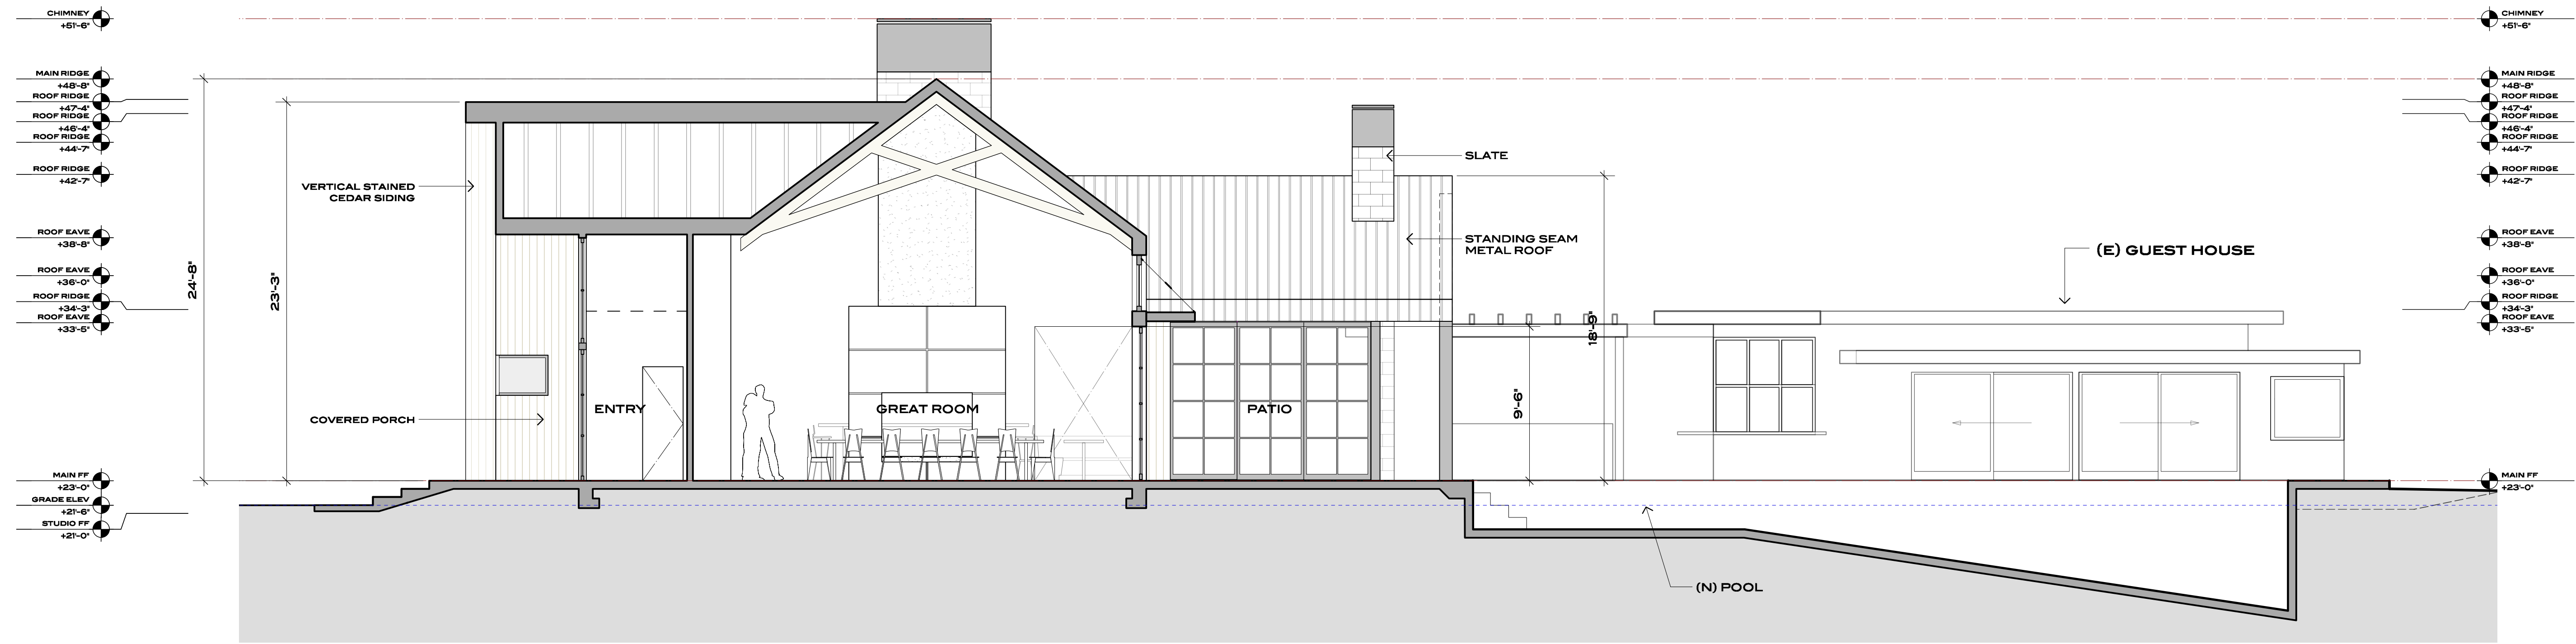 CHIMNEY
+51'-6"
MAIN RIDGE
+48'-8"
ROOF RIDGE
+47'-4"
ROOF RIDGE
+46'-4"
ROOF RIDGE
+44'-7"
ROOF RIDGE
+42'-7"
ROOF EAVE
+38'-8"
ROOF EAVE
+36'-0"
ROOF RIDGE
+34'-3"
ROOF EAVE
+33'-5"
MAIN FF
+23'-0"
GRADE ELEV
+21'-6"
STUDIO FF
+21'-0"
24'-8"
23'-3"
VERTICAL STAINED
CEDAR SIDING
COVERED PORCH
ENTRY
GREAT ROOM
PATIO
SLATE
STANDING SEAM
METAL ROOF
9'-6"
18'-9"
(E) GUEST HOUSE
(N) POOL
CHIMNEY
+51'-6"
MAIN RIDGE
+48'-8"
ROOF RIDGE
+47'-4"
ROOF RIDGE
+46'-4"
ROOF RIDGE
+44'-7"
ROOF RIDGE
+42'-7"
ROOF EAVE
+38'-8"
ROOF EAVE
+36'-0"
ROOF RIDGE
+34'-3"
ROOF EAVE
+33'-5"
MAIN FF
+23'-0"